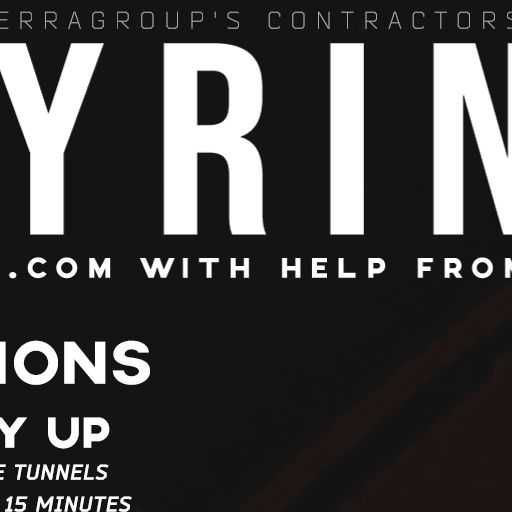 ERRAGROUP'S CONTRACTORS
YRIN
.COM WITH HELP FROM
IONS
Y UP
E TUNNELS
15 MINUTES